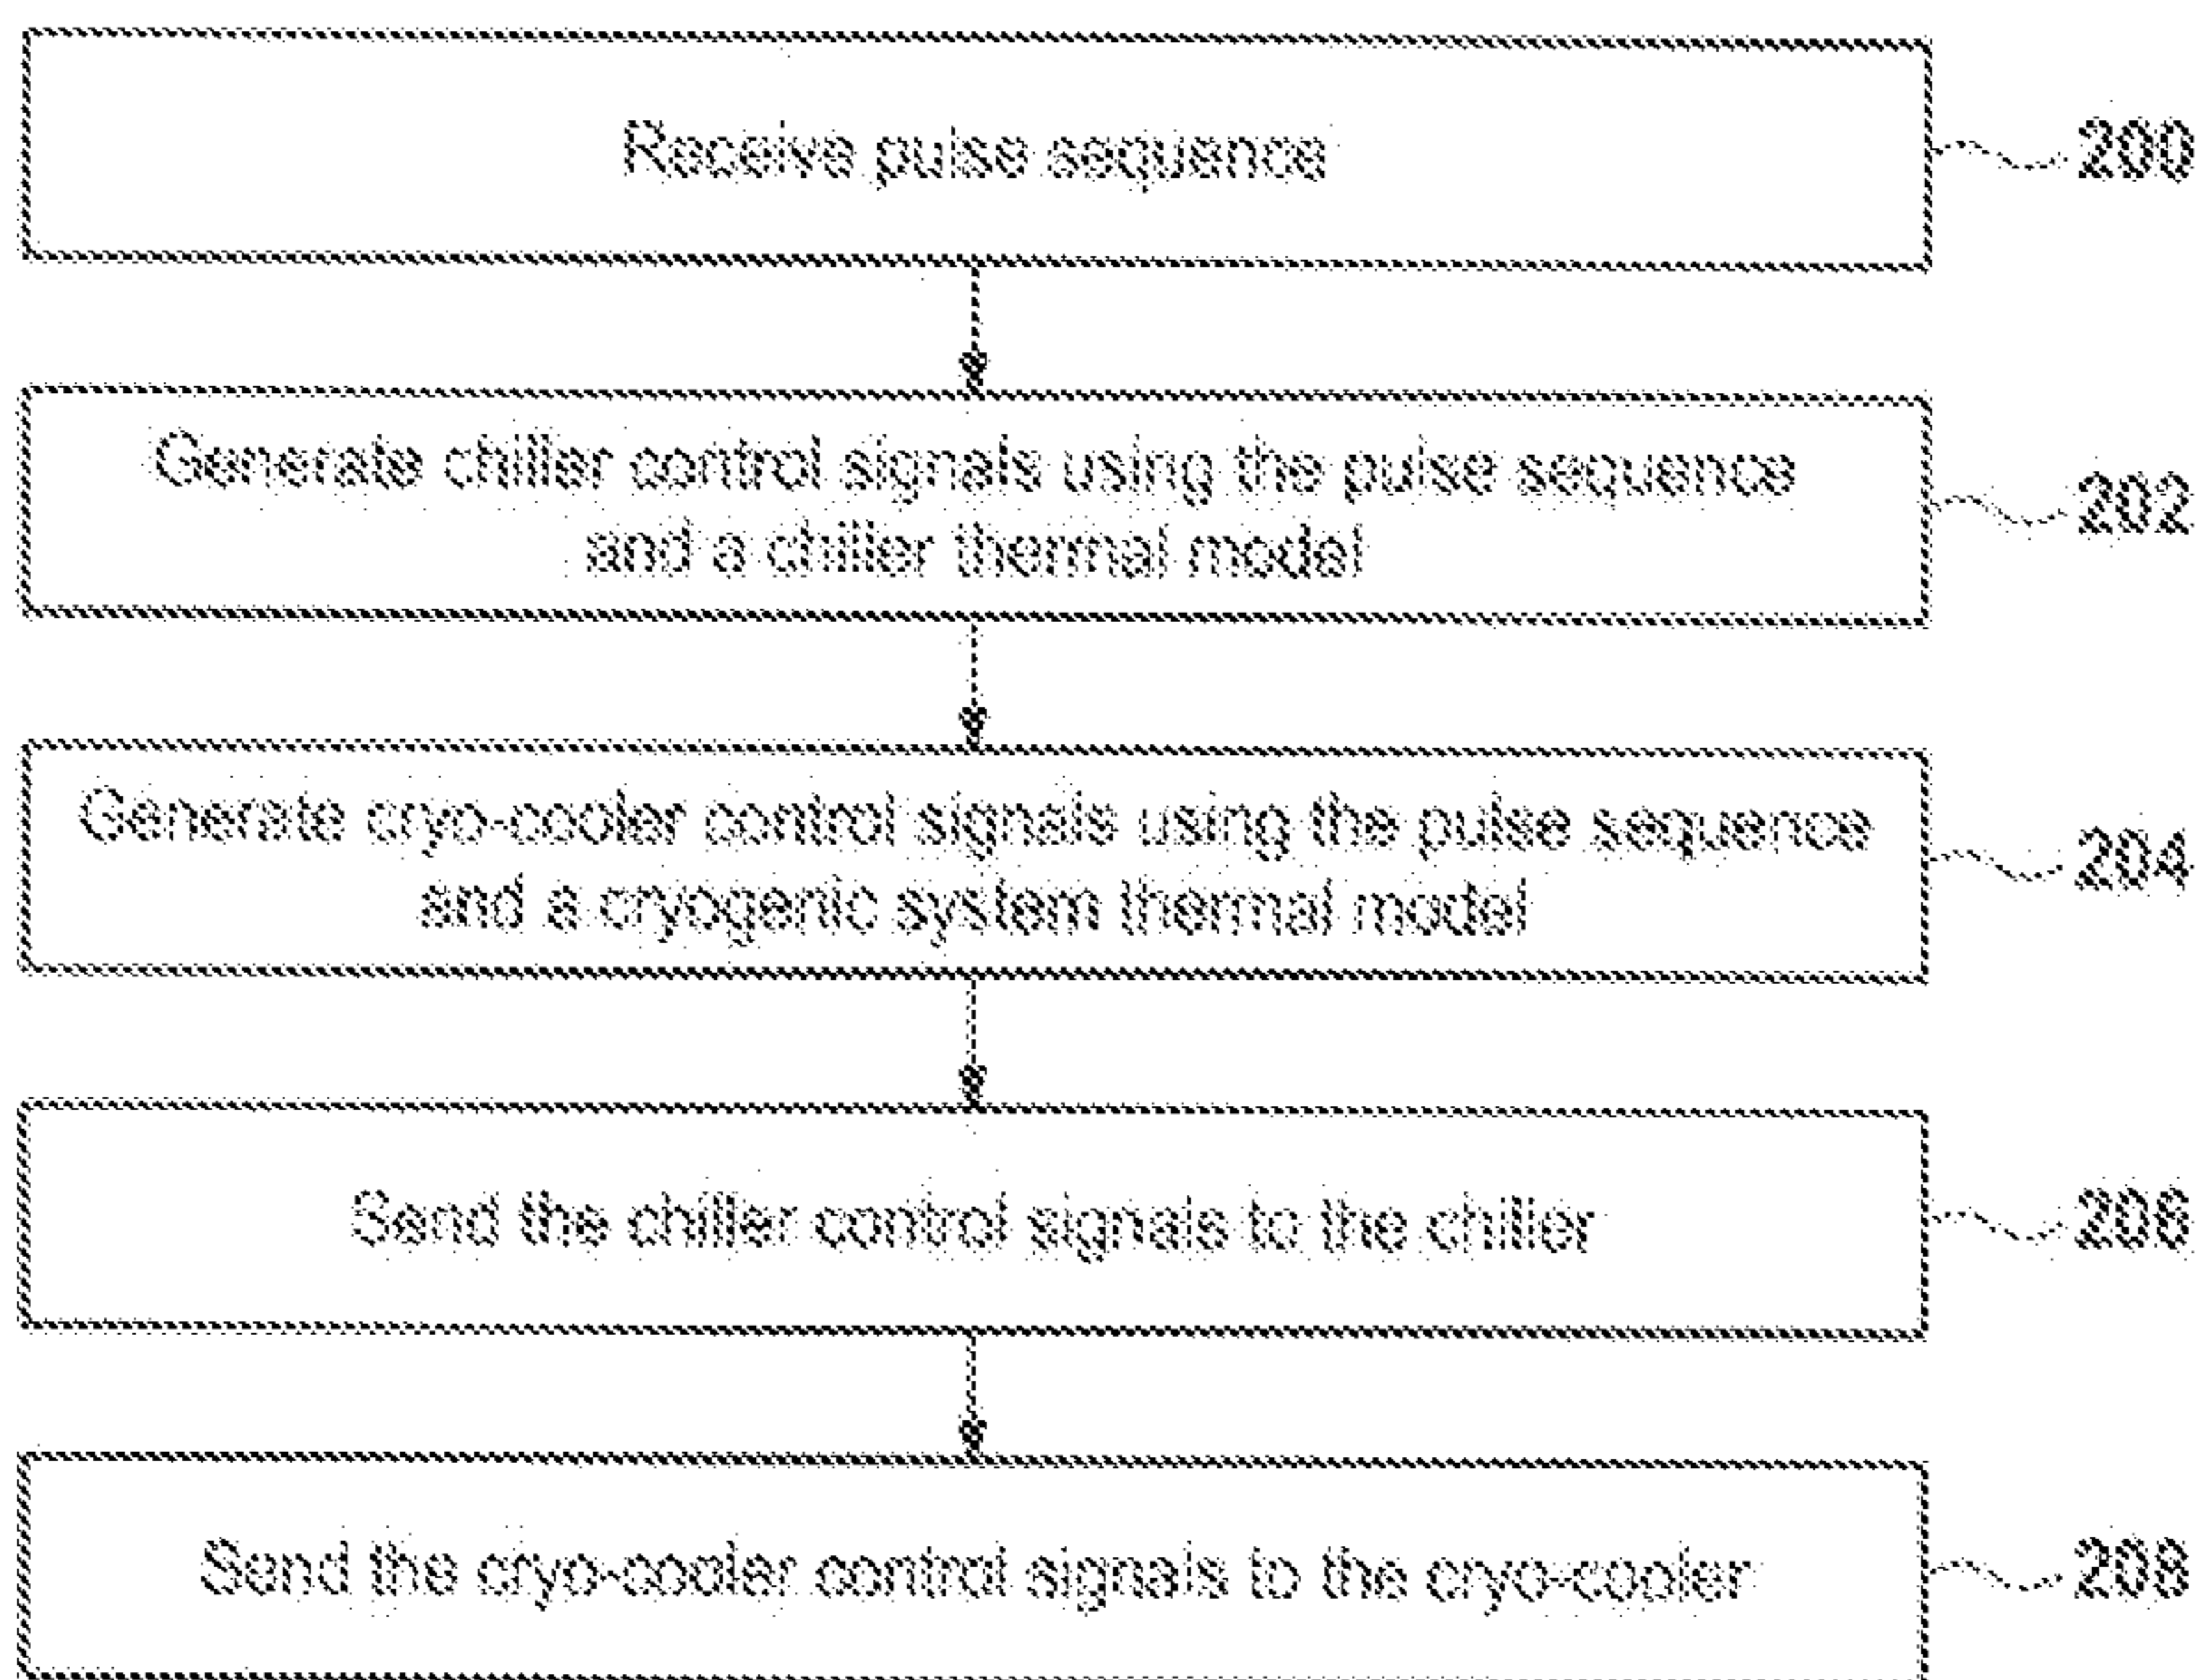 Receive pulse sequence
200
Generate chiller control signals using the pulse sequence
and a chiller thermal model
202
Generate cryo-cooler control signals using the pulse sequence
and a cryogenic system thermal model
204
Send the chiller control signals to the chiller
206
Send the cryo-cooler control signals to the cryo-cooler
208